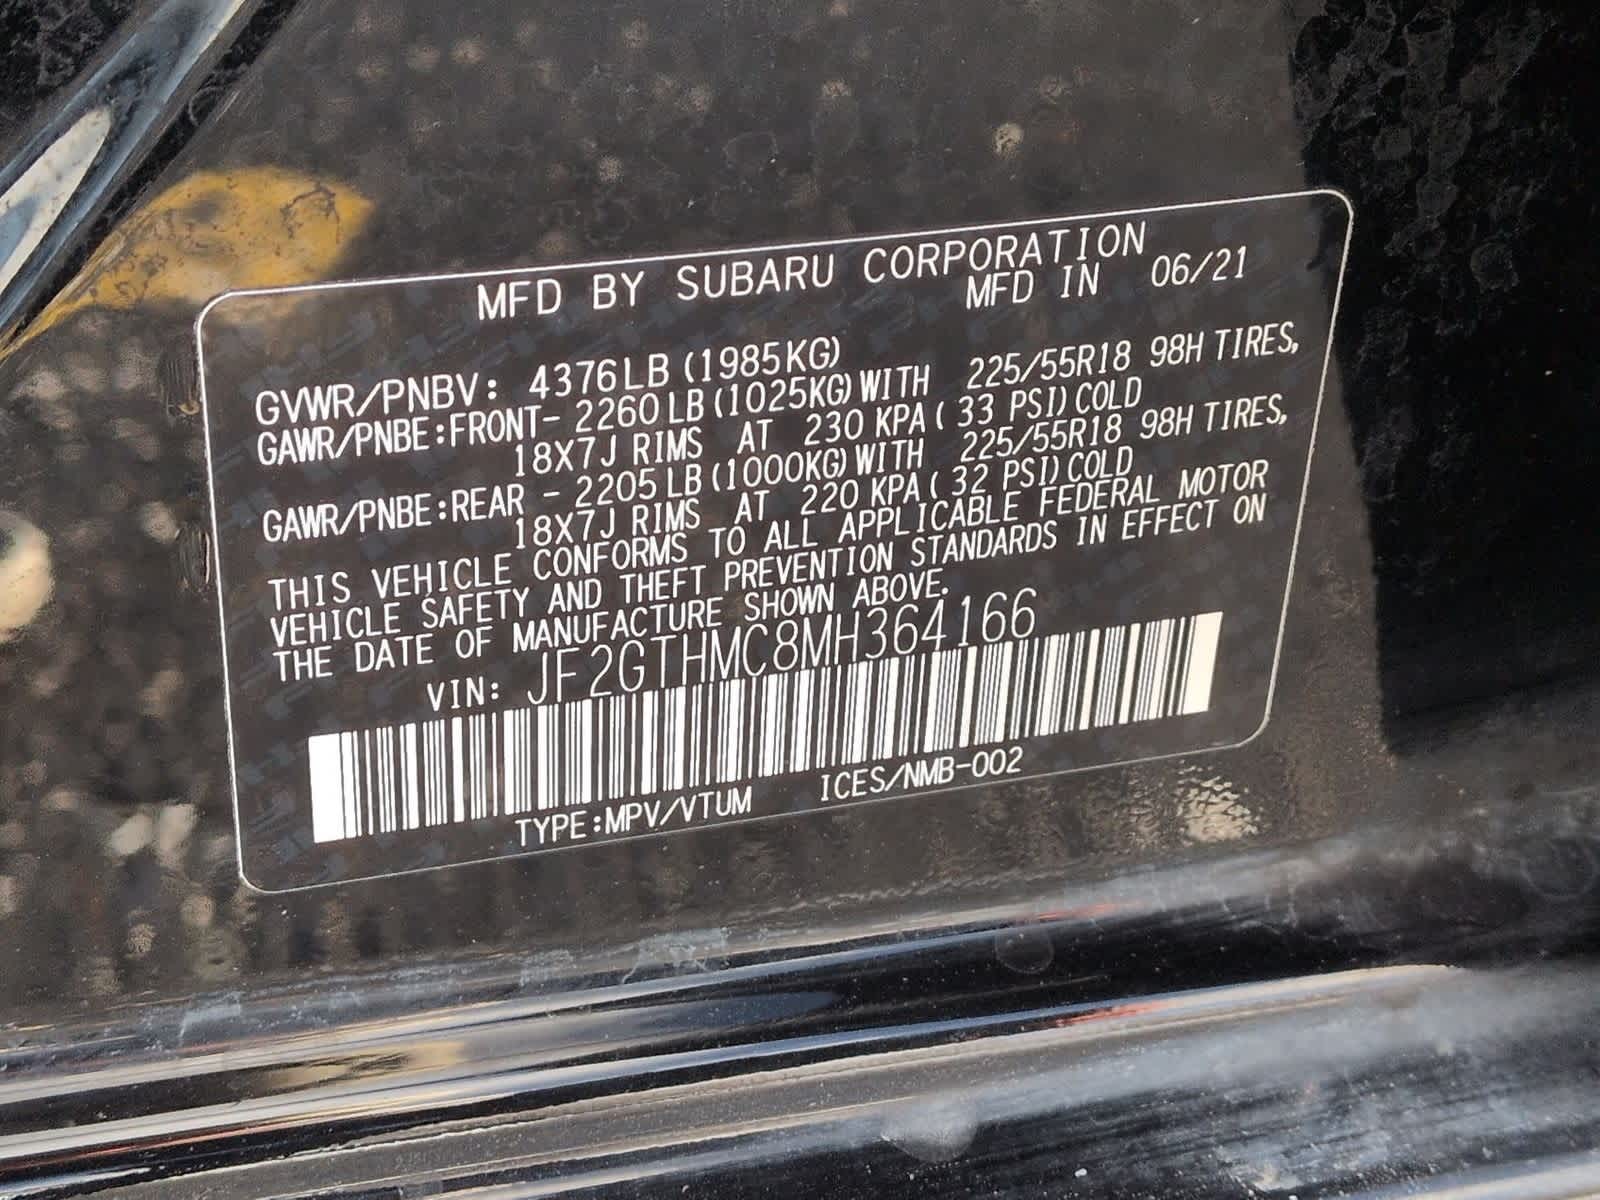 MFD BY SUBARU CORPORATION
MFD IN 06/21
GVWR/PNBV: 4376LB (1985KG)
GAWR/PNBE:FRONT- 2260LB(1025KG)WITH 225/55R18 98H TIRES,
18X7J RIMS AT 230 KPA( 33 PSI)COLD
GAWR/PNBE:REAR - 2205LB(1000KG)WITH 225/55R18 98H TIRES,
18X7J RIMS AT 220 KPA( 32 PSI)COLD
THIS VEHICLE CONFORMS TO ALL APPLICABLE FEDERAL MOTOR
VEHICLE SAFETY AND THEFT PREVENTION STANDARDS IN EFFECT ON
THE DATE OF MANUFACTURE SHOWN ABOVE.
VIN: JF2GTHMC8MH364166
TYPE:MPV/VTUM ICES/NMB-002